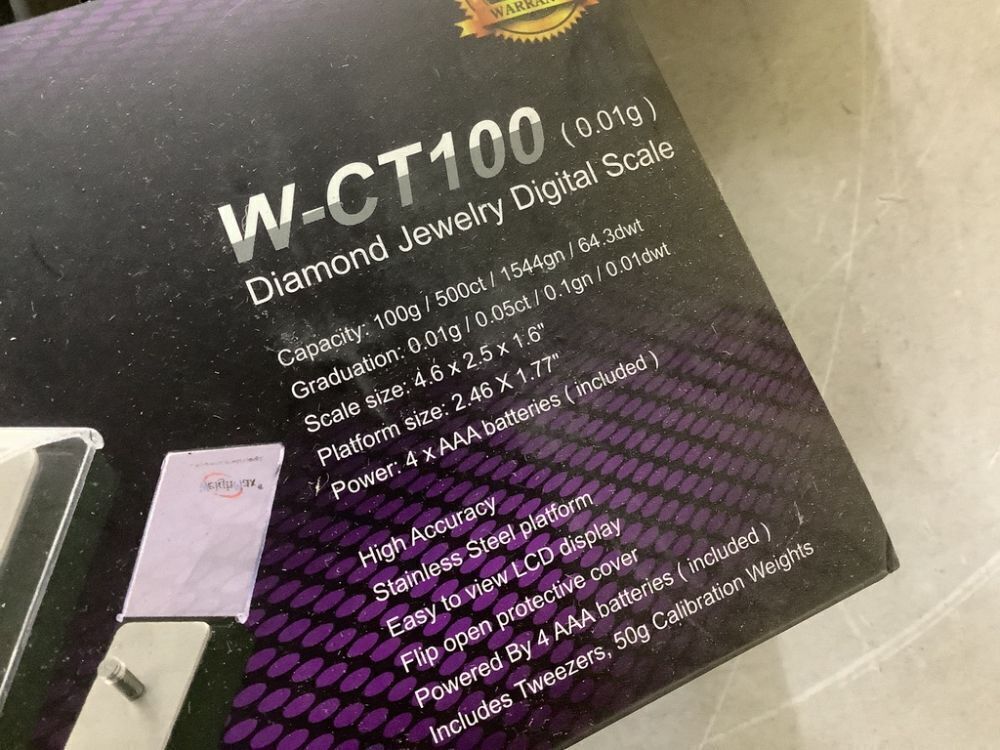 WARRAN
W-CT100 (0.01g)
Diamond Jewelry Digital Scale
Capacity: 100g / 500ct / 1544gn / 64.3dwt
Graduation: 0.01g / 0.05ct / 0.1gn / 0.01dwt
Scale size: 4.6 x 2.5 x 1.6"
Platform size: 2.46 X 1.77"
Power: 4 x AAA batteries ( included )
High Accuracy
Stainless Steel platform
Easy to view LCD display
Flip open protective cover
Powered By 4 AAA batteries ( included )
Includes Tweezers, 50g Calibration Weights